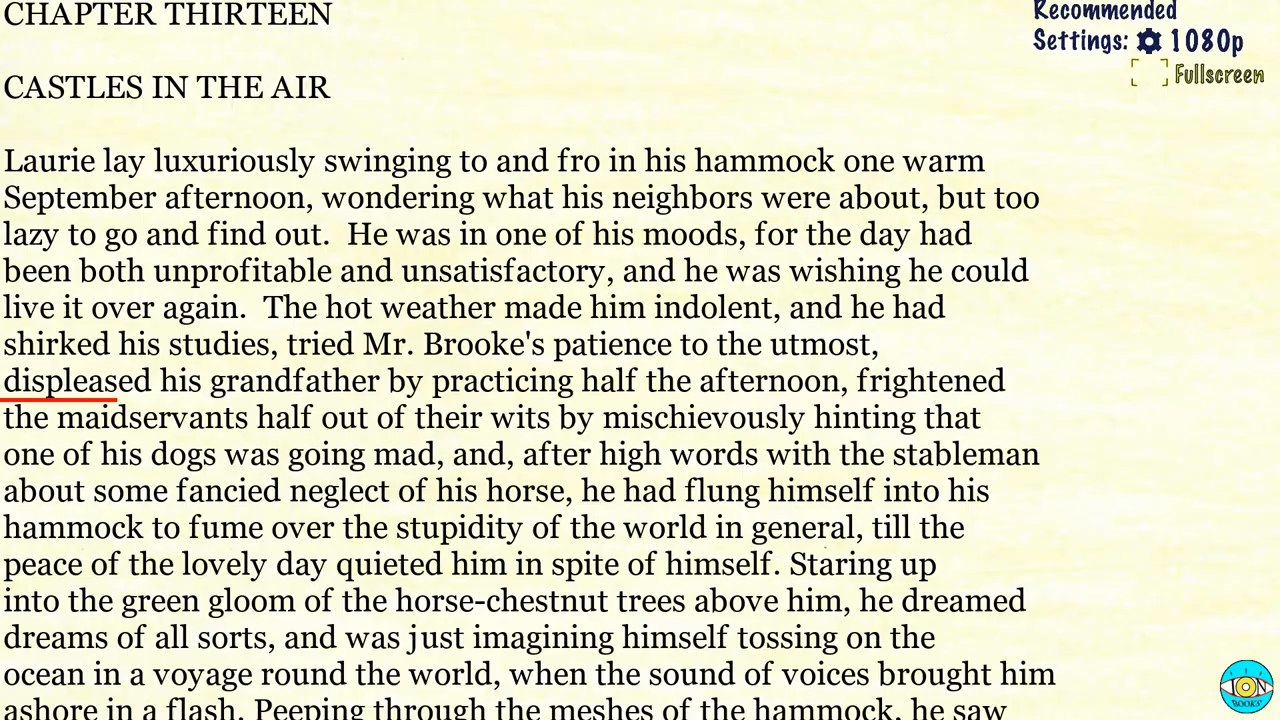 CHAPTER THIRTEEN
CASTLES IN THE AIR
Laurie lay luxuriously swinging to and fro in his hammock one warm
September afternoon, wondering what his neighbors were about, but too
lazy to go and find out.  He was in one of his moods, for the day had
been both unprofitable and unsatisfactory, and he was wishing he could
live it over again.  The hot weather made him indolent, and he had
shirked his studies, tried Mr. Brooke's patience to the utmost,
displeased his grandfather by practicing half the afternoon, frightened
the maidservants half out of their wits by mischievously hinting that
one of his dogs was going mad, and, after high words with the stableman
about some fancied neglect of his horse, he had flung himself into his
hammock to fume over the stupidity of the world in general, till the
peace of the lovely day quieted him in spite of himself. Staring up
into the green gloom of the horse-chestnut trees above him, he dreamed
dreams of all sorts, and was just imagining himself tossing on the
ocean in a voyage round the world, when the sound of voices brought him
ashore in a flash. Peeping through the meshes of the hammock, he saw
Recommended
Settings: 1080p
Fullscreen
ION
BOOKS